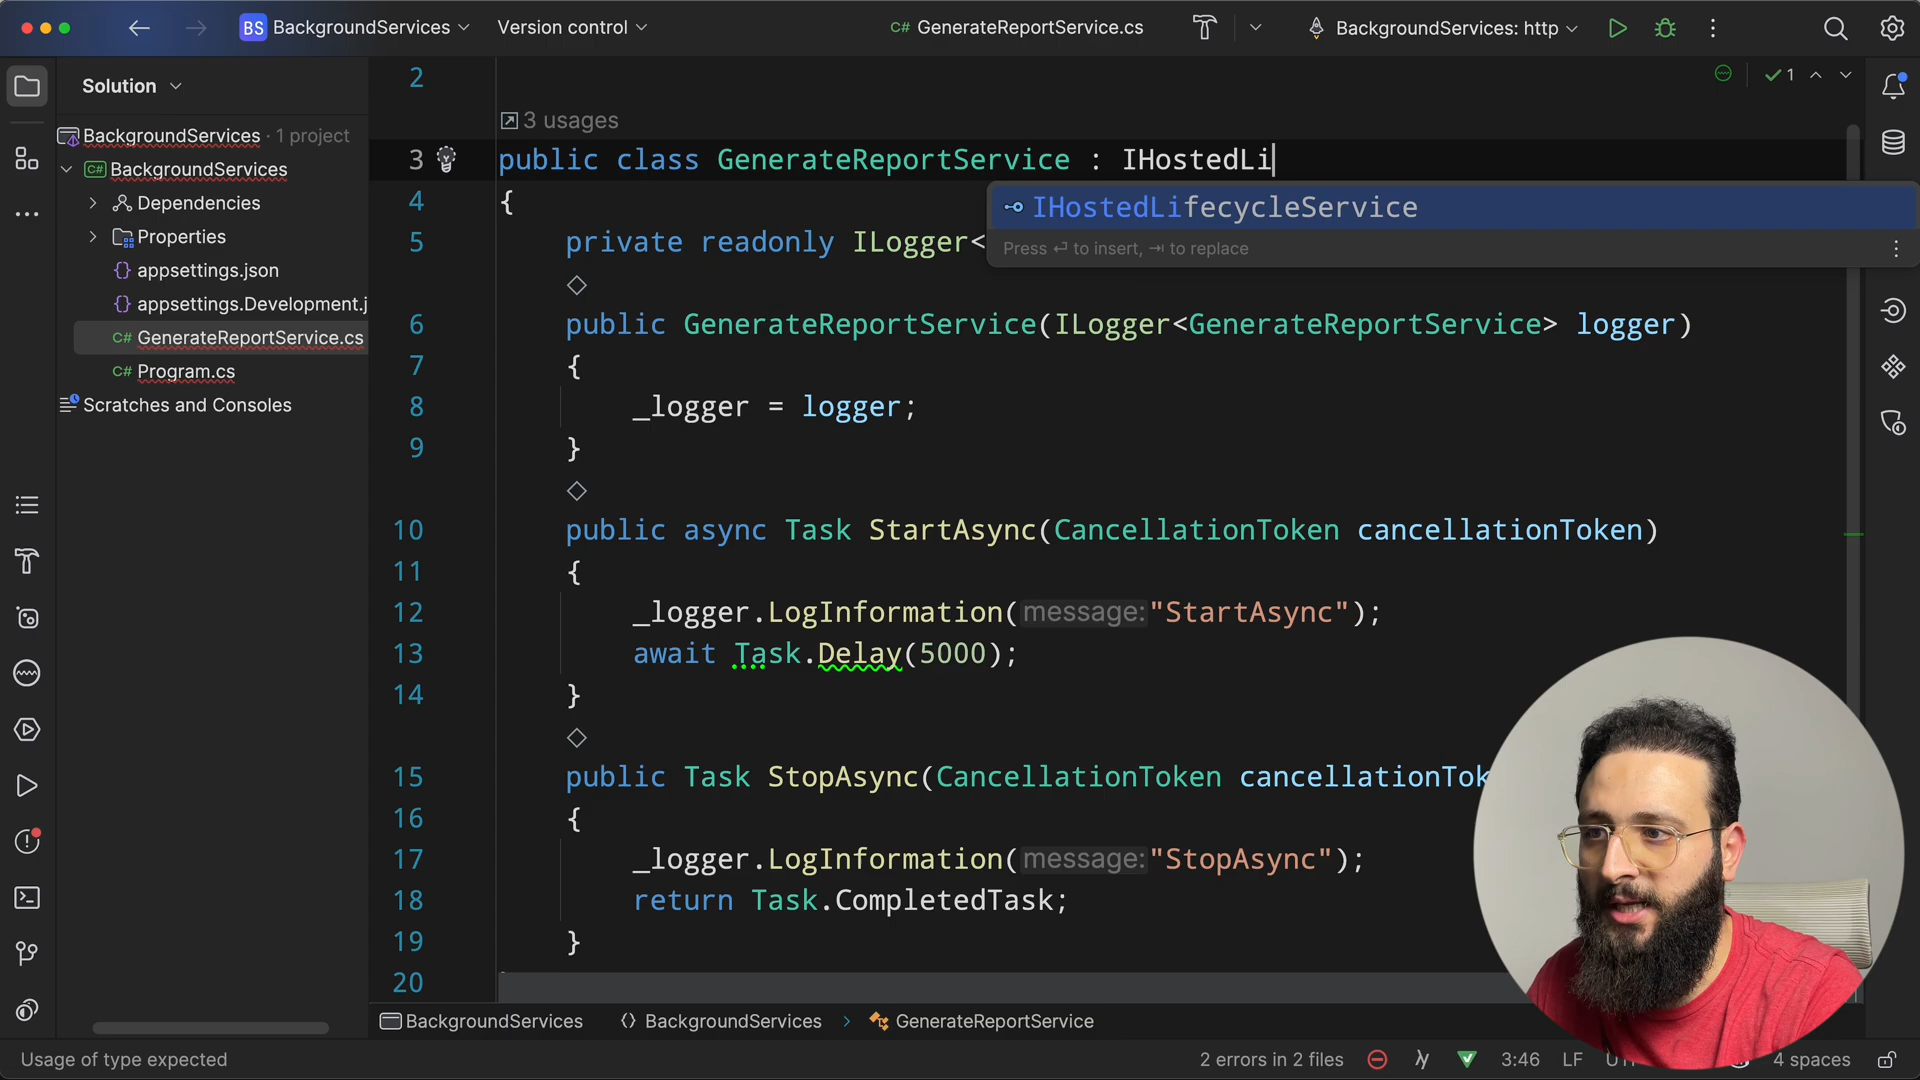 BS BackgroundServices
Version control
C# GenerateReportService.cs
BackgroundServices: http
Solution
BackgroundServices · 1 project
C# BackgroundServices
Dependencies
Properties
{} appsettings.json
{} appsettings.Development.j
C# GenerateReportService.cs
C# Program.cs
Scratches and Consoles
1
2
3 usages
3 public class GenerateReportService : IHostedLi
IHostedLifecycleService
Press ⏎ to insert, ⇥ to replace
4 {
5 private readonly ILogger<
6 public GenerateReportService(ILogger<GenerateReportService> logger)
7 {
8 _logger = logger;
9 }
10 public async Task StartAsync(CancellationToken cancellationToken)
11 {
12 _logger.LogInformation(message:"StartAsync");
13 await Task.Delay(5000);
14 }
15 public Task StopAsync(CancellationToken cancellationTok
16 {
17 _logger.LogInformation(message:"StopAsync");
18 return Task.CompletedTask;
19 }
20
BackgroundServices
BackgroundServices
GenerateReportService
Usage of type expected
2 errors in 2 files
3:46
LF
4 spaces